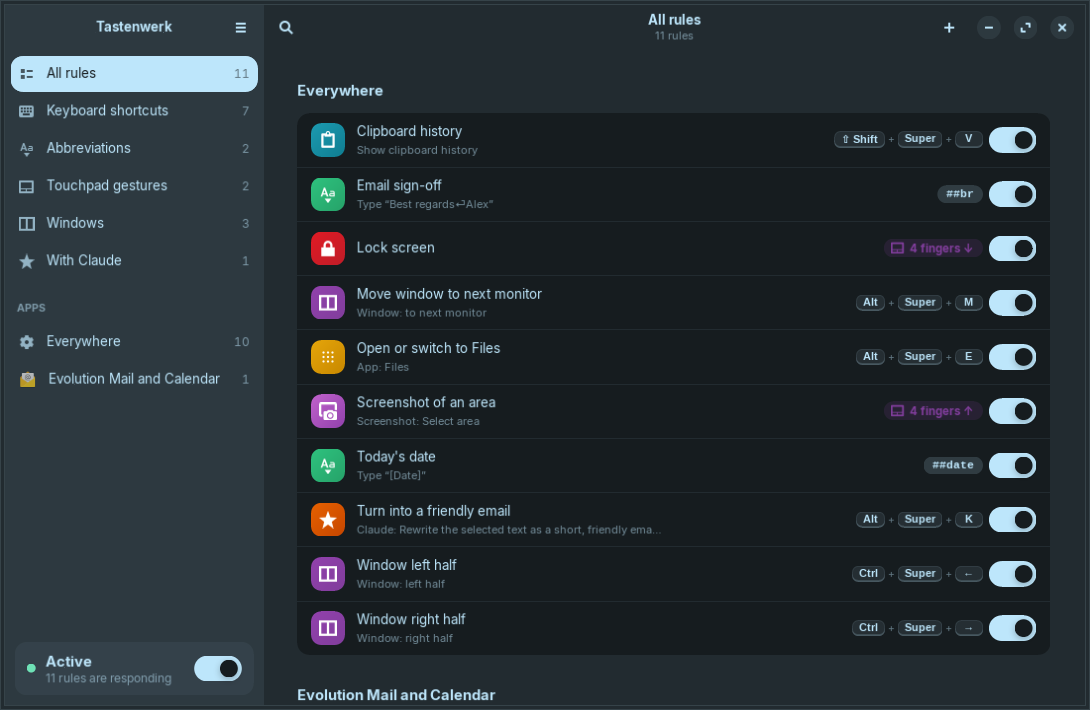 Tastenwerk
All rules
11 rules
All rules 11
Keyboard shortcuts 7
Abbreviations 2
Touchpad gestures 2
Windows 3
With Claude 1
APPS
Everywhere 10
Evolution Mail and Calendar 1
Active
11 rules are responding
Everywhere
Clipboard history
Show clipboard history
⇧ Shift + Super + V
Email sign-off
Type “Best regards⏎Alex”
##br
Lock screen
4 fingers ↓
Move window to next monitor
Window: to next monitor
Alt + Super + M
Open or switch to Files
App: Files
Alt + Super + E
Screenshot of an area
Screenshot: Select area
4 fingers ↑
Today's date
Type “[Date]”
##date
Turn into a friendly email
Claude: Rewrite the selected text as a short, friendly ema…
Alt + Super + K
Window left half
Window: left half
Ctrl + Super + ←
Window right half
Window: right half
Ctrl + Super + →
Evolution Mail and Calendar